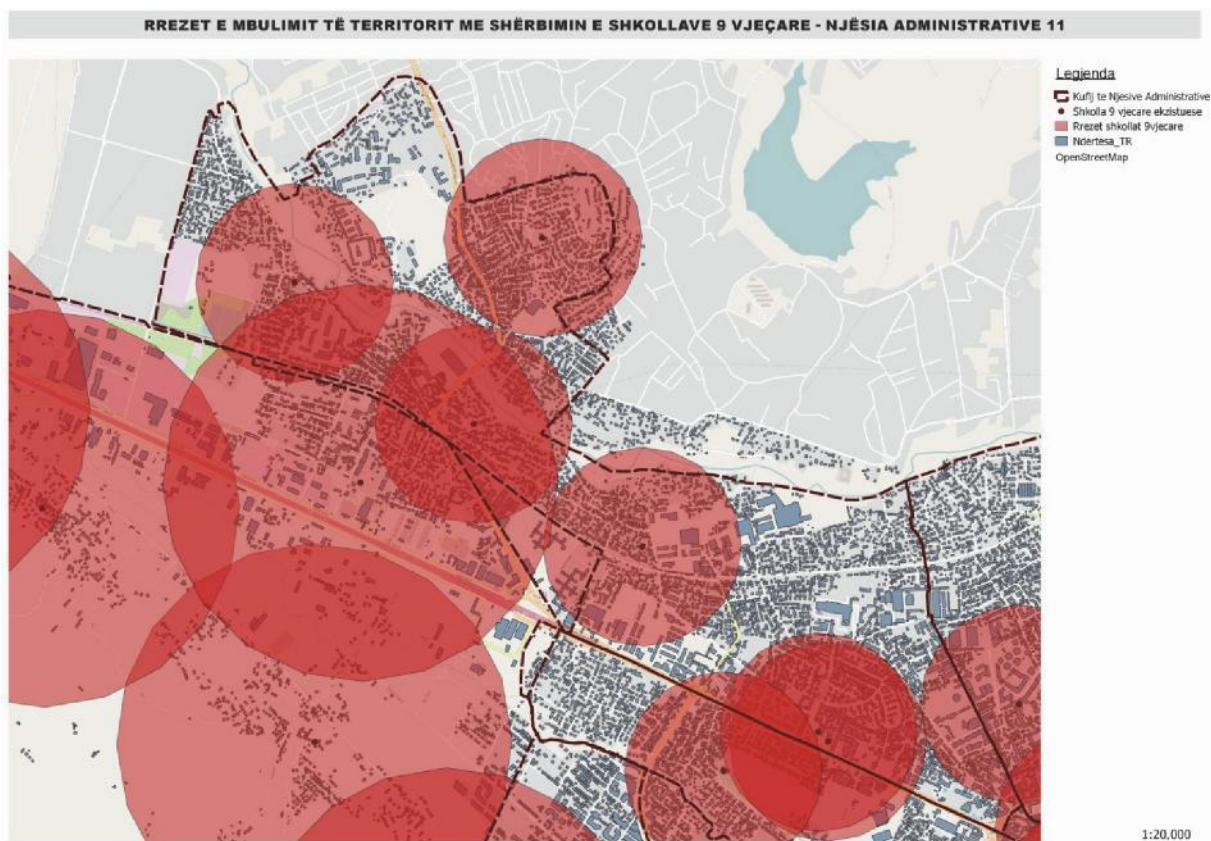 RREZET E MBULIMIT TË TERRITORIT ME SHËRBIMIN E SHKOLLAVE 9 VJEÇARE - NJËSIA ADMINISTRATIVE 11
Legjenda
Kufij te Njesive Administrative
Shkolla 9 vjecare ekzistuese
Rrezet shkollat 9vjecare
Ndertesa_TR
OpenStreetMap
1:20,000